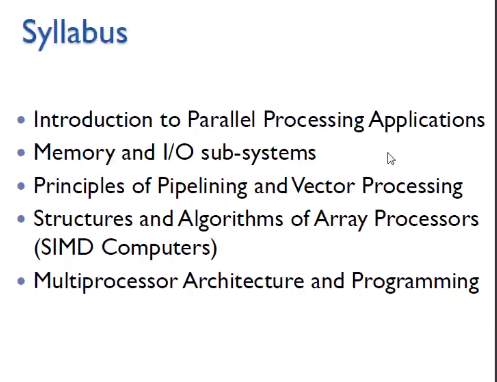 Syllabus
Introduction to Parallel Processing Applications
Memory and I/O sub-systems
Principles of Pipelining and Vector Processing
Structures and Algorithms of Array Processors
(SIMD Computers)
Multiprocessor Architecture and Programming